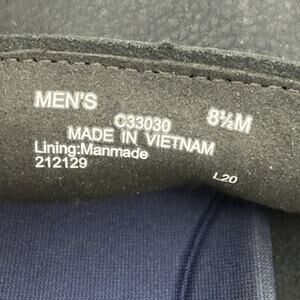 MEN'S C33030 8½M
MADE IN VIETNAM
Lining:Manmade
212129
L20